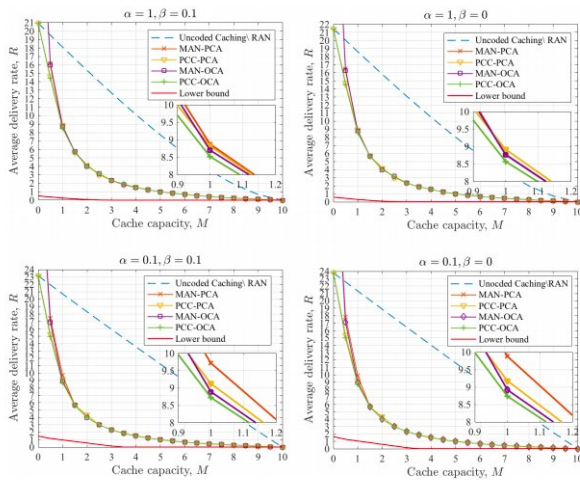 α = 1, β = 0.1
Average delivery rate, R
21
20
19
18
17
16
15
14
13
12
11
10
9
8
7
6
5
4
3
2
1
0
Uncoded Caching\ RAN
MAN-PCA
PCC-PCA
MAN-OCA
PCC-OCA
Lower bound
10
9.5
9
8.5
8
0.9 1 1.1 1.2
0 1 2 3 4 5 6 7 8 9 10
Cache capacity, M
α = 1, β = 0
Average delivery rate, R
22
21
20
19
18
17
16
15
14
13
12
11
10
9
8
7
6
5
4
3
2
1
0
Uncoded Caching\ RAN
MAN-PCA
PCC-PCA
MAN-OCA
PCC-OCA
Lower bound
10
9.5
9
8.5
8
0.9 1 1.1 1.2
0 1 2 3 4 5 6 7 8 9 10
Cache capacity, M
α = 0.1, β = 0.1
Average delivery rate, R
24
23
22
21
20
19
18
17
16
15
14
13
12
11
10
9
8
7
6
5
4
3
2
1
0
Uncoded Caching\ RAN
MAN-PCA
PCC-PCA
MAN-OCA
PCC-OCA
Lower bound
10
9.5
9
8.5
8
0.9 1 1.1 1.2
0 1 2 3 4 5 6 7 8 9 10
Cache capacity, M
α = 0.1, β = 0
Average delivery rate, R
24
23
22
21
20
19
18
17
16
15
14
13
12
11
10
9
8
7
6
5
4
3
2
1
0
Uncoded Caching\ RAN
MAN-PCA
PCC-PCA
MAN-OCA
PCC-OCA
Lower bound
10
9.5
9
8.5
8
0.9 1 1.1 1.2
0 1 2 3 4 5 6 7 8 9 10
Cache capacity, M